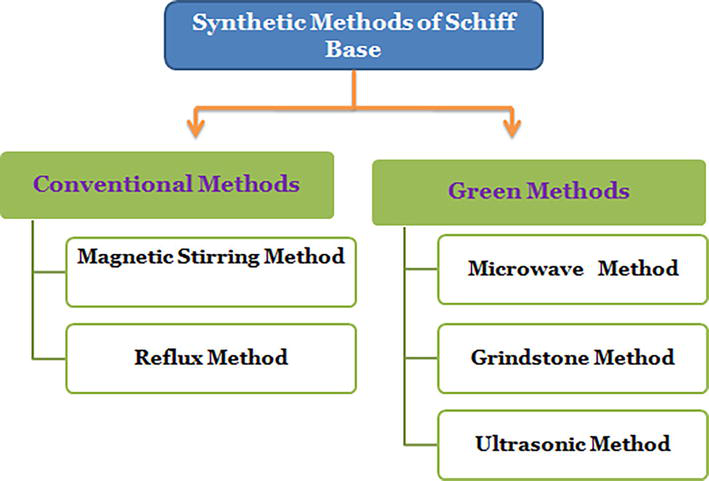 Synthetic Methods of Schiff
Base
Conventional Methods
Magnetic Stirring Method
Reflux Method
Green Methods
Microwave Method
Grindstone Method
Ultrasonic Method